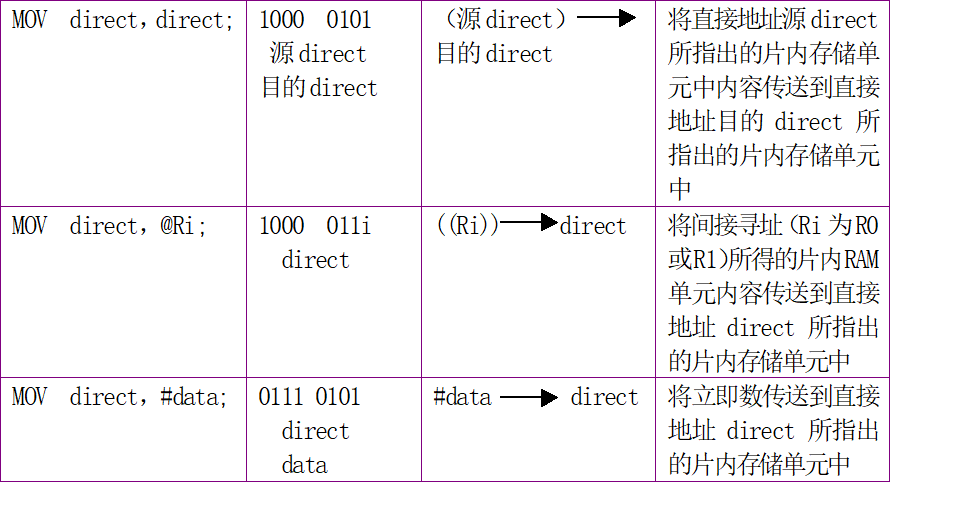 MOV direct，direct;
1000 0101
源direct
目的direct
（源direct）
目的direct
将直接地址源direct
所指出的片内存储单
元中内容传送到直接
地址目的 direct 所
指出的片内存储单元
中
MOV direct，@Ri;
1000 011i
direct
((Ri)) direct
将间接寻址（Ri为R0
或R1)所得的片内RAM
单元内容传送到直接
地址 direct 所指出
的片内存储单元中
MOV direct，#data;
0111 0101
direct
data
#data direct
将立即数传送到直接
地址 direct 所指出
的片内存储单元中